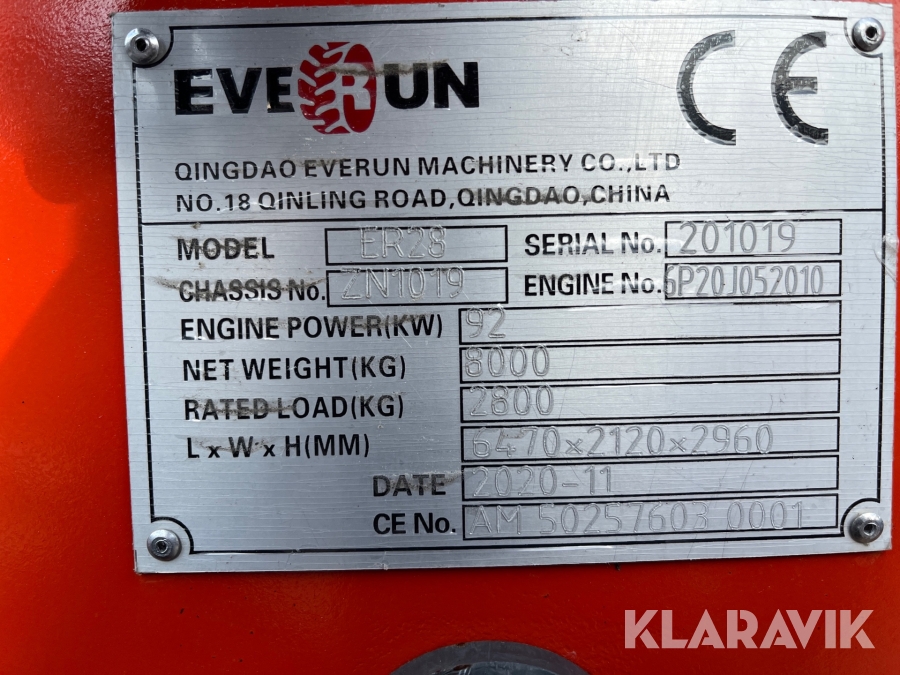 EVERUN CE
QINGDAO EVERUN MACHINERY CO.,LTD
NO.18 QINLING ROAD,QINGDAO,CHINA
MODEL ER28 SERIAL No. 201019
CHASSIS No. ZN1019 ENGINE No. 6P20J052010
ENGINE POWER(KW) 92
NET WEIGHT(KG) 8000
RATED LOAD(KG) 2800
L x W x H(MM) 6470x2120x2960
DATE 2020-11
CE No. AM 50257603 0001
KLARAVIK